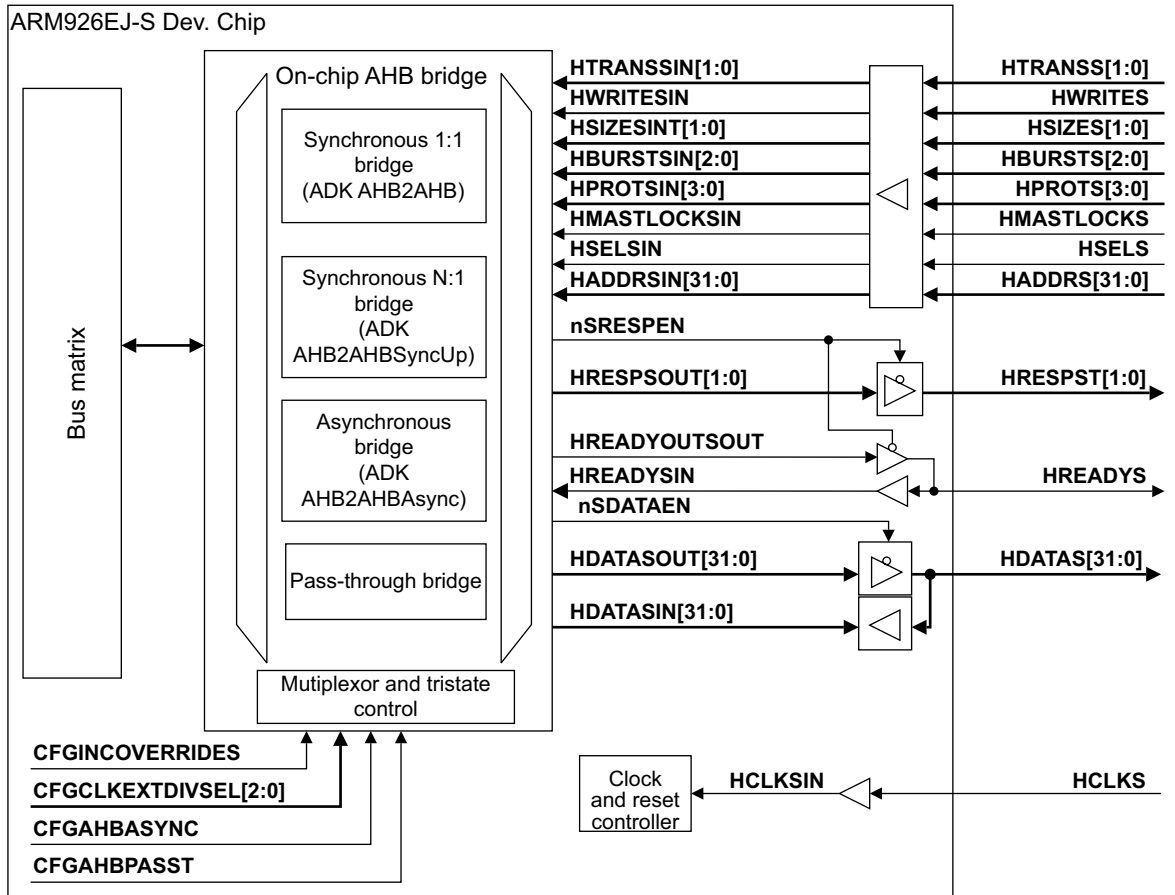 ARM926EJ-S Dev. Chip
On-chip AHB bridge
Bus matrix
Synchronous 1:1
bridge
(ADK AHB2AHB)
Synchronous N:1
bridge
(ADK
AHB2AHBSyncUp)
Asynchronous
bridge
(ADK
AHB2AHBAsync)
Pass-through bridge
Mutiplexor and tristate
control
HTRANSSIN[1:0]
HTRANSS[1:0]
HWRITESIN
HWRITES
HSIZESINT[1:0]
HSIZES[1:0]
HBURSTSIN[2:0]
HBURSTS[2:0]
HPROTSIN[3:0]
HPROTS[3:0]
HMASTLOCKSIN
HMASTLOCKS
HSELSIN
HSELS
HADDRSIN[31:0]
HADDRS[31:0]
nSRESPEN
HRESPSOUT[1:0]
HRESPST[1:0]
HREADYOUTSOUT
HREADYSIN
HREADYS
nSDATAEN
HDATASOUT[31:0]
HDATAS[31:0]
HDATASIN[31:0]
CFGINCOVERRIDES
CFGCLKEXTDIVSEL[2:0]
CFGAHBASYNC
CFGAHBPASST
Clock
and reset
controller
HCLKSIN
HCLKS